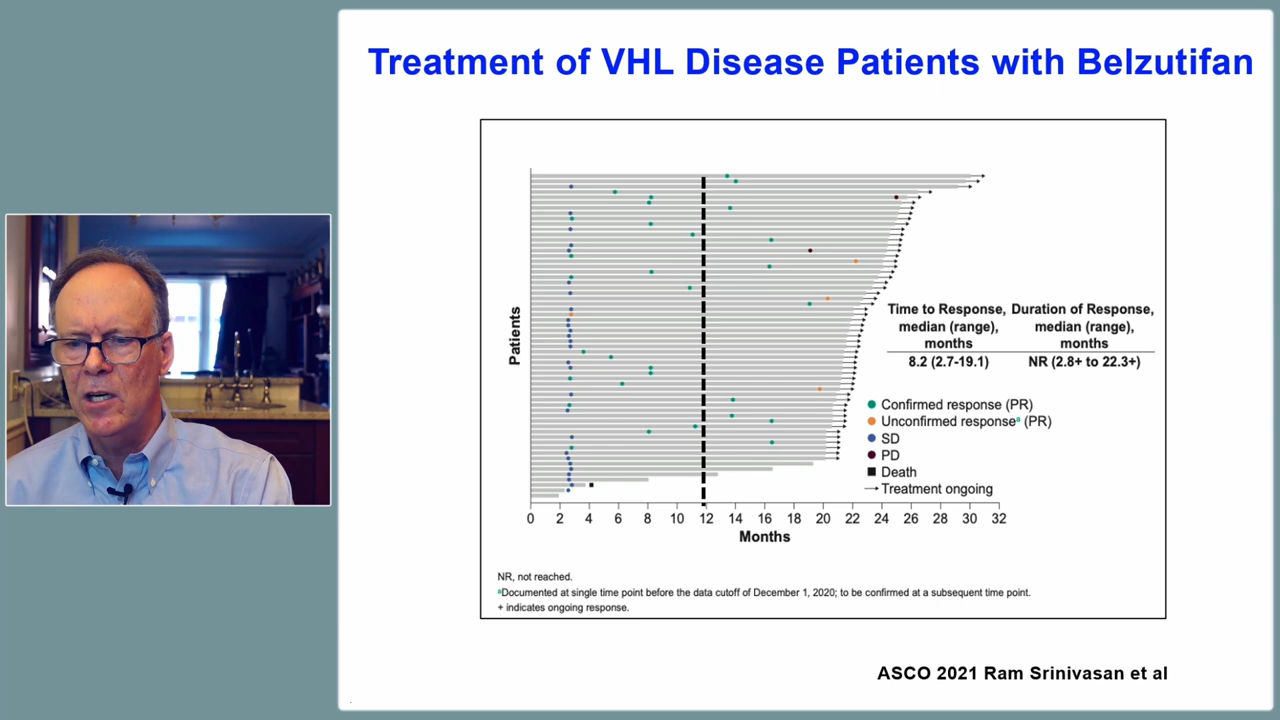 Treatment of VHL Disease Patients with Belzutifan
Patients
Time to Response, median (range), months
Duration of Response, median (range), months
8.2 (2.7-19.1)
NR (2.8+ to 22.3+)
Confirmed response (PR)
Unconfirmed responseª (PR)
SD
PD
Death
Treatment ongoing
0 2 4 6 8 10 12 14 16 18 20 22 24 26 28 30 32
Months
NR, not reached.
ªDocumented at single time point before the data cutoff of December 1, 2020; to be confirmed at a subsequent time point.
+ indicates ongoing response.
ASCO 2021 Ram Srinivasan et al